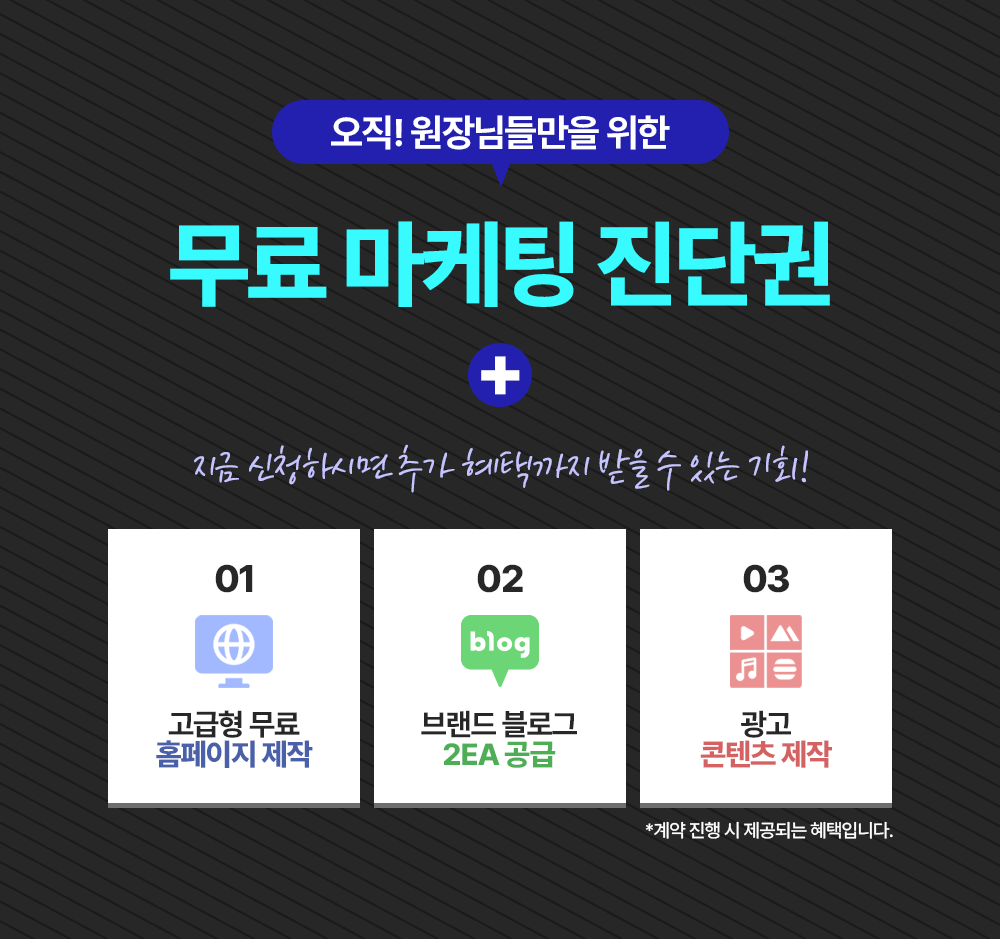 오직! 원장님들만을 위한
무료 마케팅 진단권
지금 신청하시면 추가 혜택까지 받을 수 있는 기회!
01
고급형 무료
홈페이지 제작
02
blog
브랜드 블로그
2EA 공급
03
광고
콘텐츠 제작
*계약 진행 시 제공되는 혜택입니다.